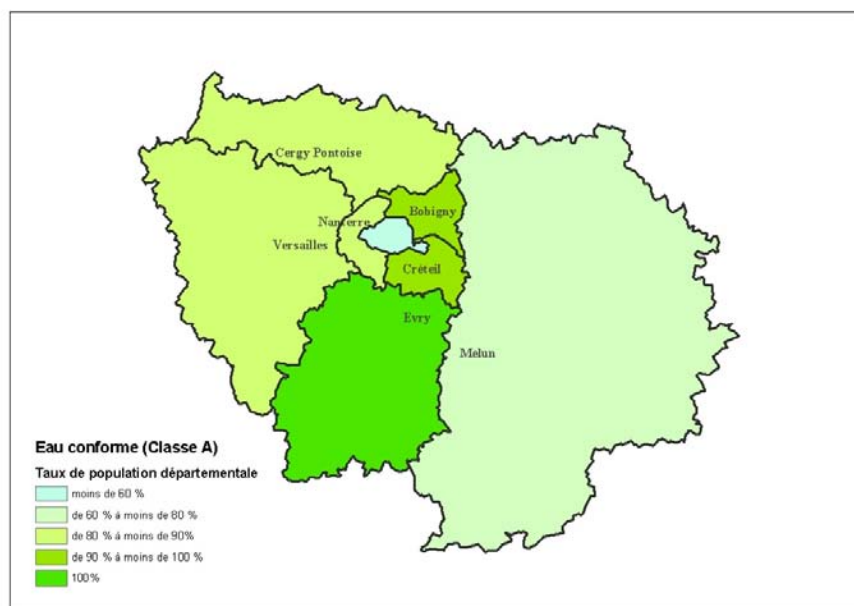 Cergy Pontoise
Nanterre
Bobigny
Versailles
Créteil
Evry
Melun
Eau conforme (Classe A)
Taux de population départementale
moins de 60 %
de 60 % à moins de 80 %
de 80 % à moins de 90%
de 90 % à moins de 100 %
100%